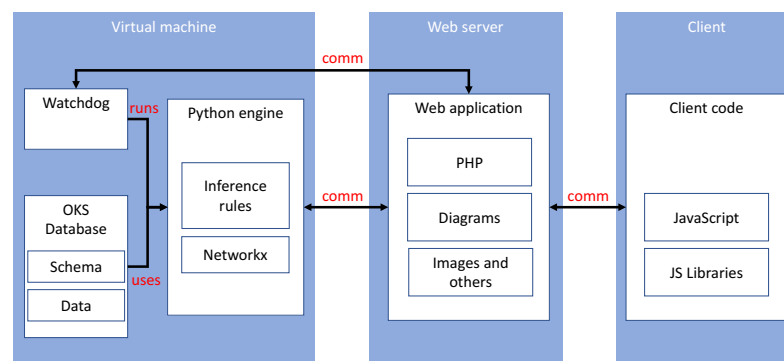 Virtual machine
Web server
Client
comm
Watchdog
runs
Python engine
Inference
rules
Networkx
OKS
Database
Schema
uses
Data
comm
Web application
PHP
Diagrams
Images and
others
comm
Client code
JavaScript
JS Libraries